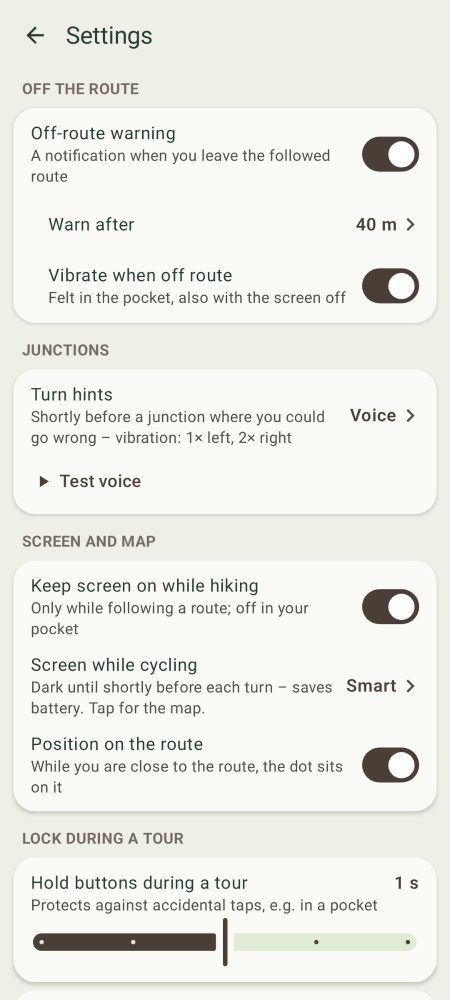 Settings
OFF THE ROUTE
Off-route warning
A notification when you leave the followed
route
Warn after
40 m
Vibrate when off route
Felt in the pocket, also with the screen off
JUNCTIONS
Turn hints
Shortly before a junction where you could
go wrong – vibration: 1× left, 2× right
Voice
Test voice
SCREEN AND MAP
Keep screen on while hiking
Only while following a route; off in your
pocket
Screen while cycling
Dark until shortly before each turn – saves
battery. Tap for the map.
Smart
Position on the route
While you are close to the route, the dot sits
on it
LOCK DURING A TOUR
Hold buttons during a tour
1 s
Protects against accidental taps, e.g. in a pocket